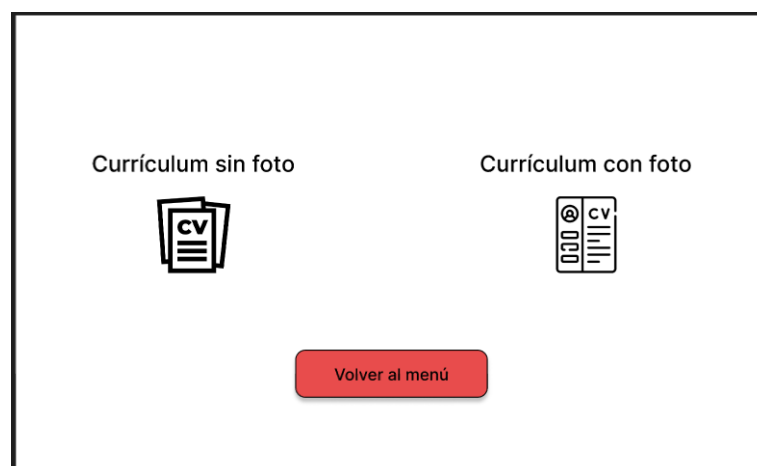 Currículum sin foto
Currículum con foto
CV
CV
Volver al menú